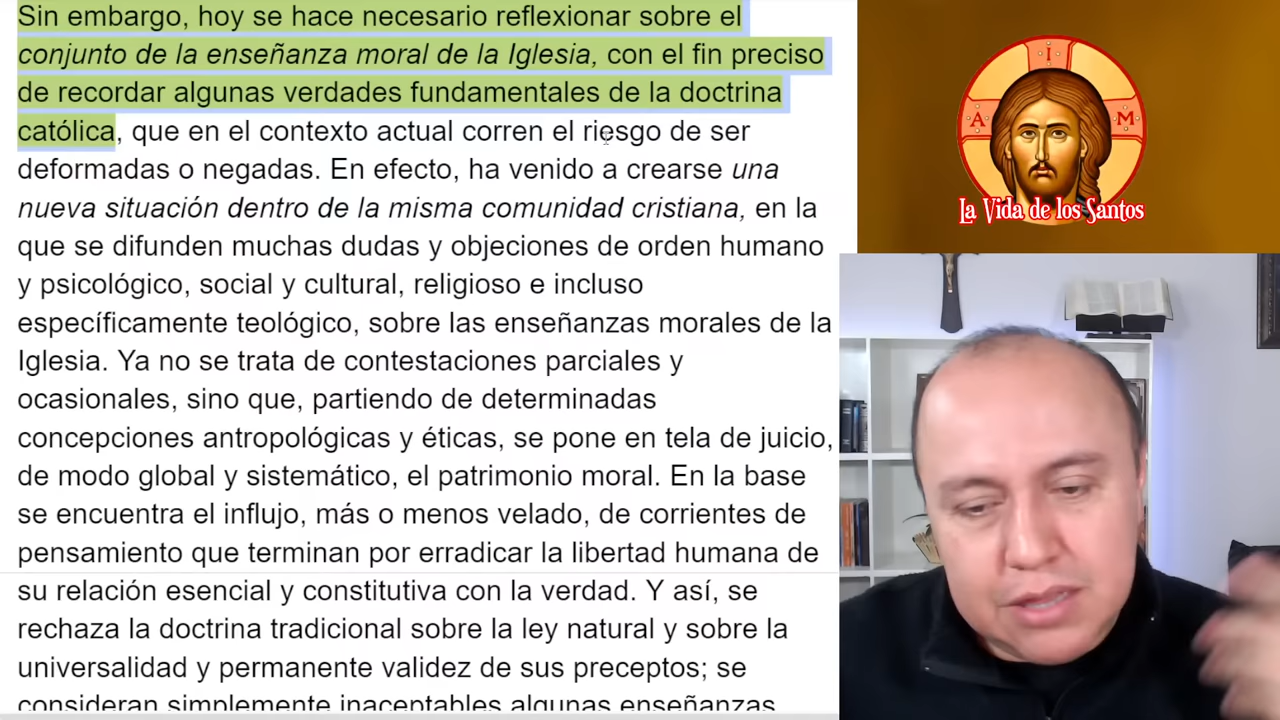 Sin embargo, hoy se hace necesario reflexionar sobre el
conjunto de la enseñanza moral de la Iglesia, con el fin preciso
de recordar algunas verdades fundamentales de la doctrina
católica, que en el contexto actual corren el riesgo de ser
deformadas o negadas. En efecto, ha venido a crearse una
nueva situación dentro de la misma comunidad cristiana, en la
que se difunden muchas dudas y objeciones de orden humano
y psicológico, social y cultural, religioso e incluso
específicamente teológico, sobre las enseñanzas morales de la
Iglesia. Ya no se trata de contestaciones parciales y
ocasionales, sino que, partiendo de determinadas
concepciones antropológicas y éticas, se pone en tela de juicio,
de modo global y sistemático, el patrimonio moral. En la base
se encuentra el influjo, más o menos velado, de corrientes de
pensamiento que terminan por erradicar la libertad humana de
su relación esencial y constitutiva con la verdad. Y así, se
rechaza la doctrina tradicional sobre la ley natural y sobre la
universalidad y permanente validez de sus preceptos; se
consideran simplemente inaceptables algunas enseñanzas
I
A M
La Vida de los Santos